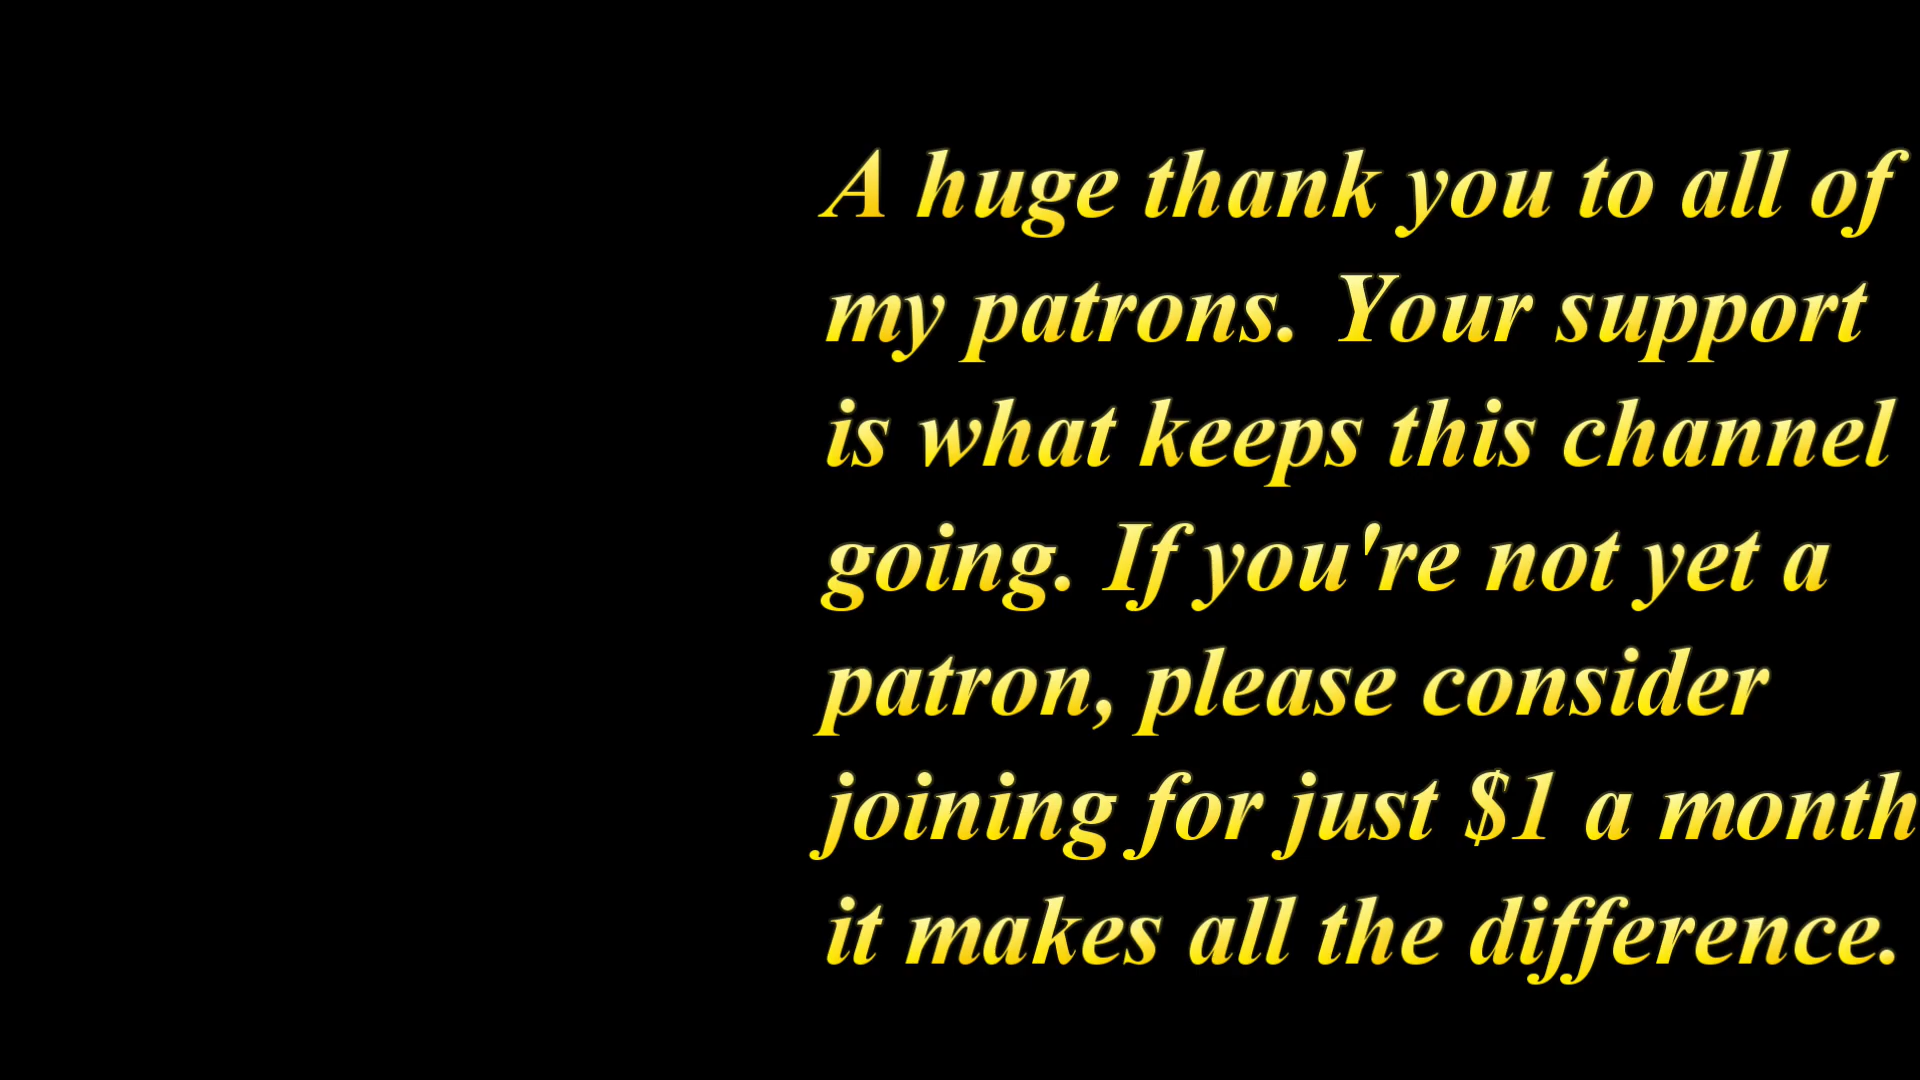 A huge thank you to all of
my patrons. Your support
is what keeps this channel
going. If you're not yet a
patron, please consider
joining for just $1 a month
it makes all the difference.